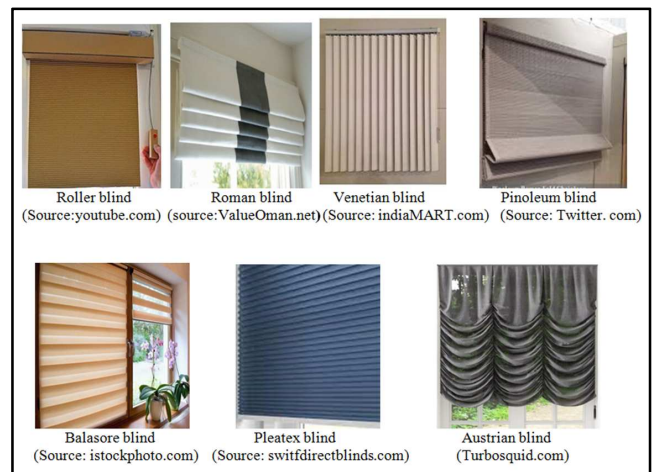 Roller blind
(Source:youtube.com)
Roman blind
(source:ValueOman.net)
Venetian blind
(Source: indiaMART.com)
Pinoleum blind
(Source: Twitter. com)
Balasore blind
(Source: istockphoto.com)
Pleatex blind
(Source: switfdirectblinds.com)
Austrian blind
(Turbosquid.com)